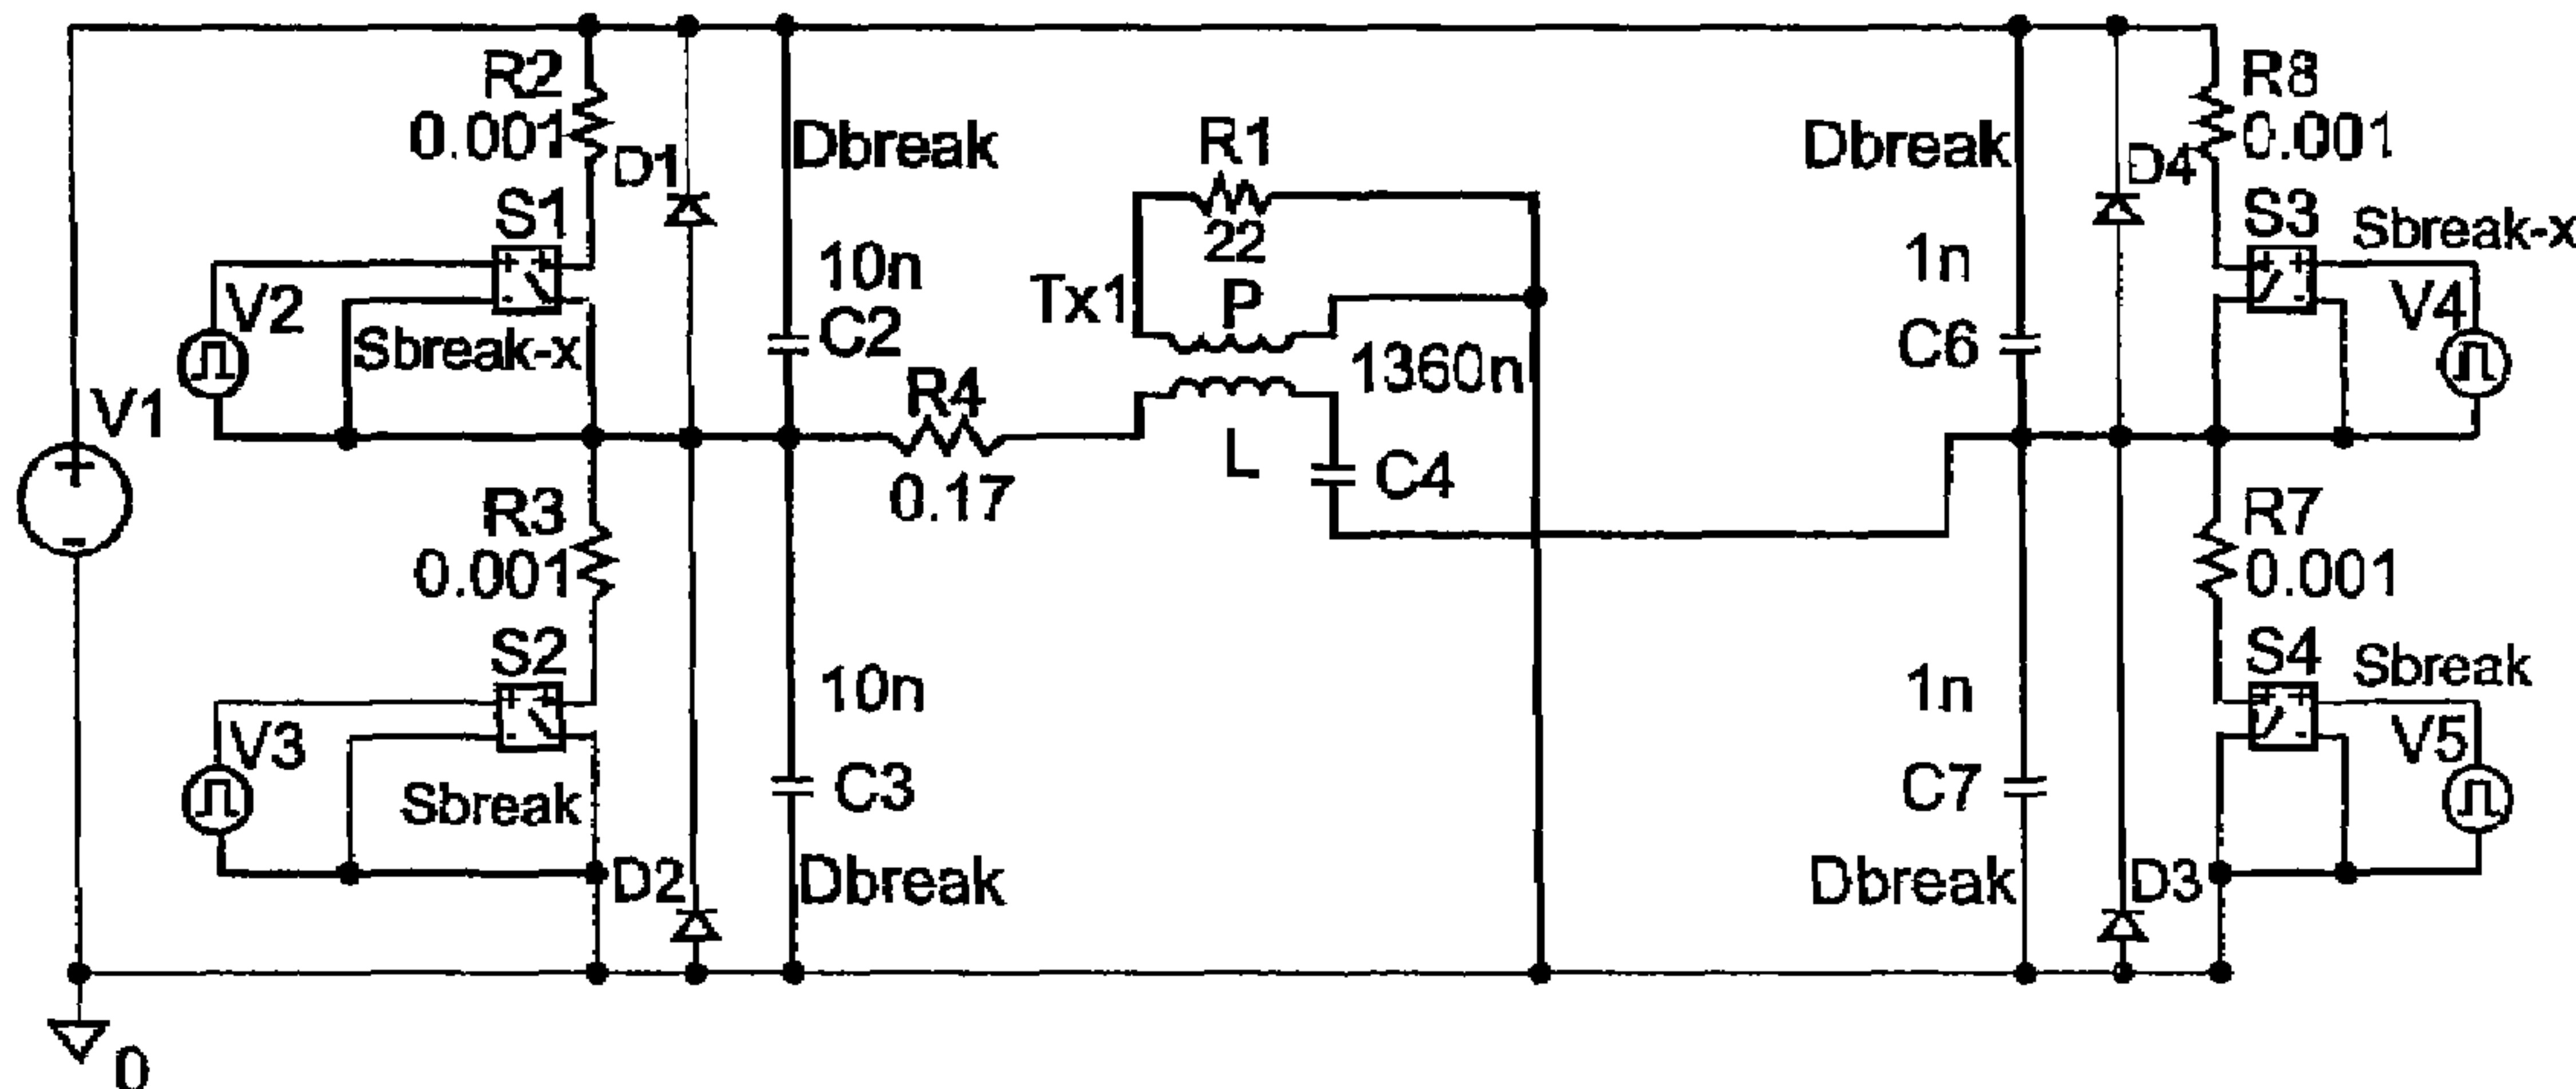 R2
0.001
D1
Dbreak
S1
V2
10n
C2
Sbreak-x
V1
R4
0.17
R1
22
Tx1
P
1360n
L
C4
Dbreak
D4
1n
C6
R8
0.001
S3
Sbreak-x
V4
R3
0.001
S2
V3
Sbreak
D2
10n
C3
Dbreak
1n
C7
Dbreak
D3
R7
0.001
S4
Sbreak
V5
0